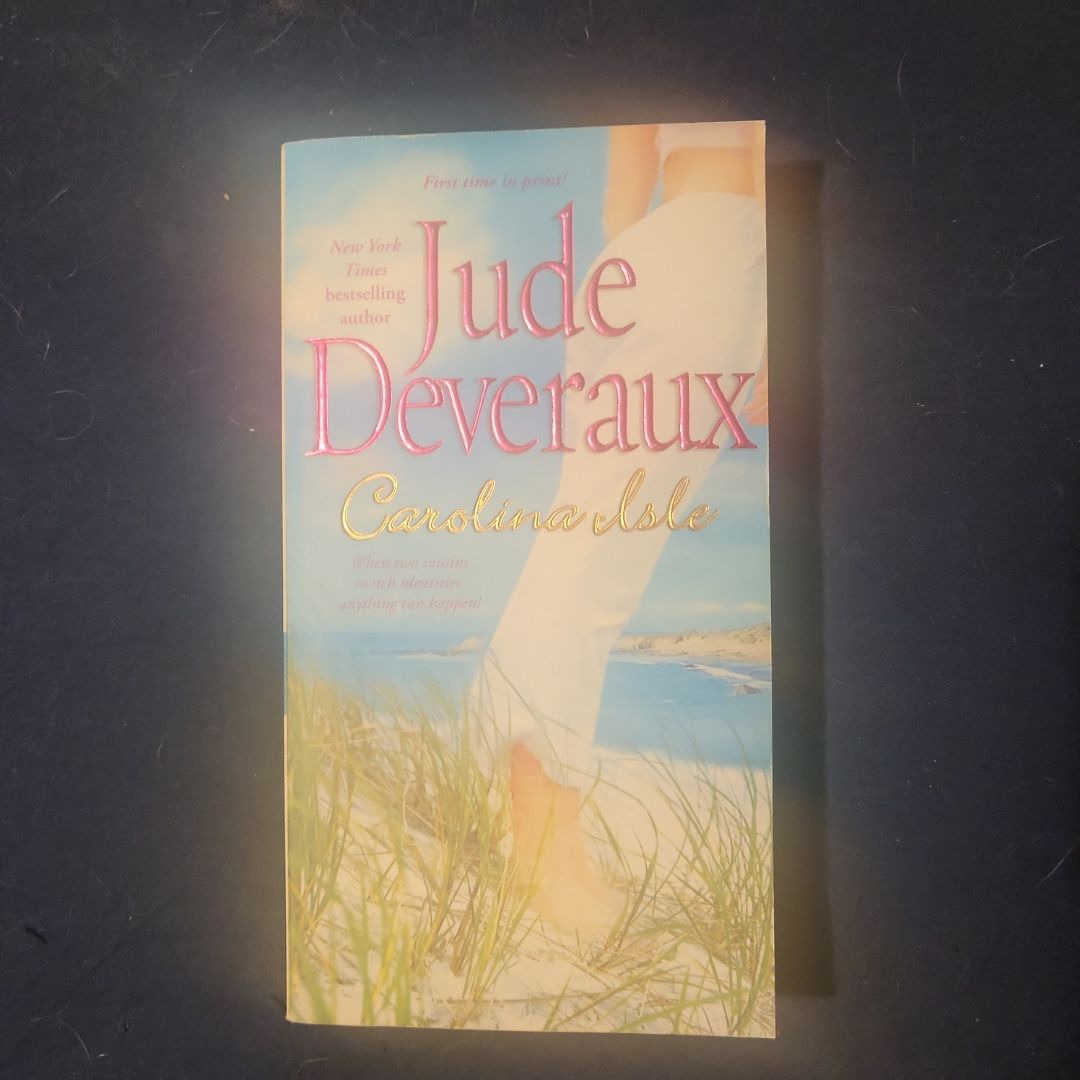 First time in print!
New York
Times
bestselling
author
Jude
Deveraux
Carolina Isle
When two cousins
switch identities,
anything can happen!